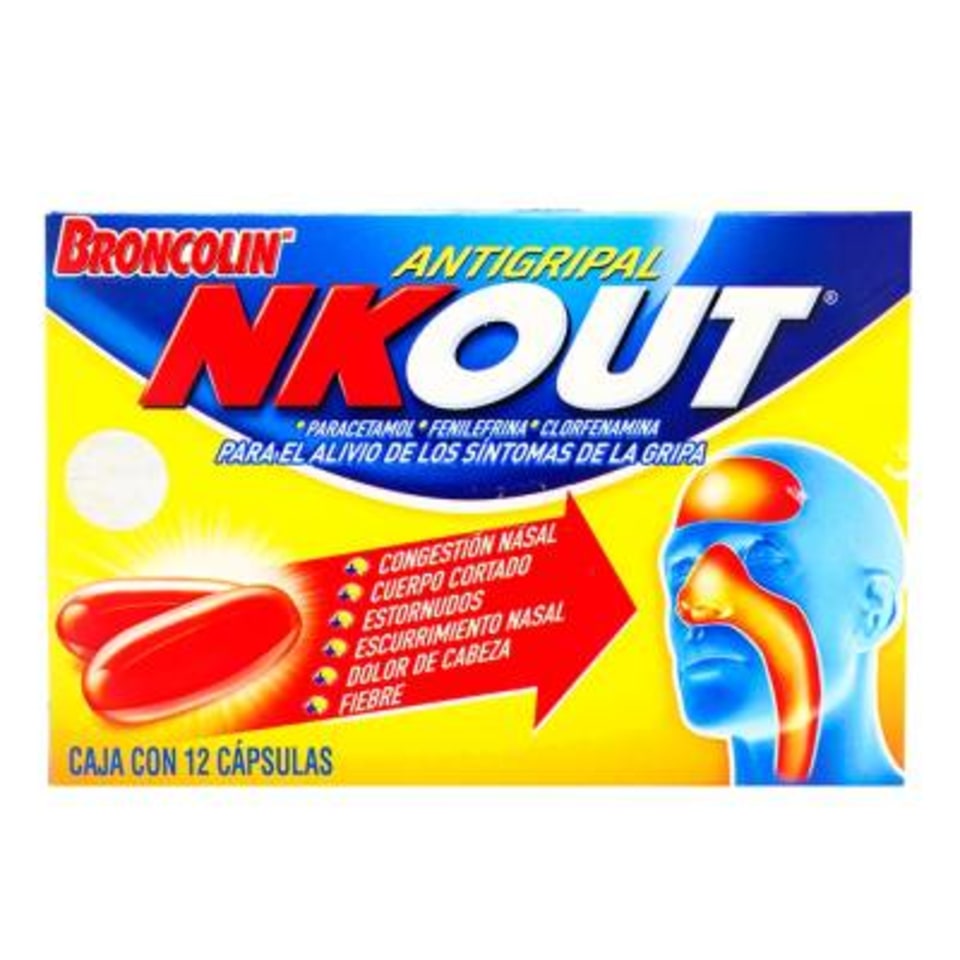 BRONCOLIN MR
ANTIGRIPAL
NKOUT®
• PARACETAMOL • FENILEFRINA • CLORFENAMINA
PARA EL ALIVIO DE LOS SÍNTOMAS DE LA GRIPA
CONGESTIÓN NASAL
CUERPO CORTADO
ESTORNUDOS
ESCURRIMIENTO NASAL
DOLOR DE CABEZA
FIEBRE
CAJA CON 12 CÁPSULAS